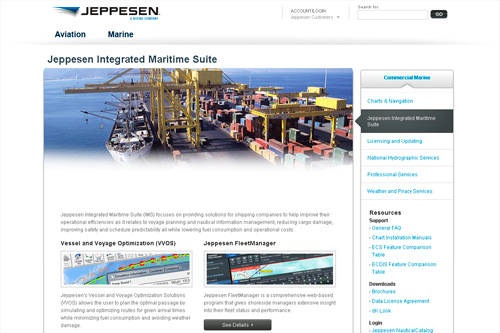 JEPPESEN
A BOEING COMPANY
ACCOUNT/LOGIN
Jeppesen Customers
Search for:
GO
Aviation
Marine
Jeppesen Integrated Maritime Suite
Jeppesen Integrated Maritime Suite (IMS) focuses on providing solutions for shipping companies to help improve their
operational efficiencies as it relates to voyage planning and nautical information management, reducing cargo damage,
improving safety and schedule predictability all while lowering fuel consumption and operational costs.
Vessel and Voyage Optimization (VVOS)
Jeppesen's Vessel and Voyage Optimization Solutions
(VVOS) allows the user to plan the optimal passage by
simulating and optimizing routes for given arrival times
while minimizing fuel consumption and avoiding weather
damage.
Jeppesen FleetManager
Jeppesen FleetManager is a comprehensive web-based
program that gives shoreside managers extensive insight
into their fleet status and performance.
See Details
Commercial Marine
Charts & Navigation
Jeppesen Integrated Maritime
Suite
Licensing and Updating
National Hydrographic Services
Professional Services
Weather and Piracy Services
Resources
Support
- General FAQ
- Chart Installation Manuals
- ECS Feature Comparison
Table
- ECDIS Feature Comparison
Table
Downloads
- Brochures
- Data License Agreement
- dKLook
Login
- Jeppesen NauticalCatalog